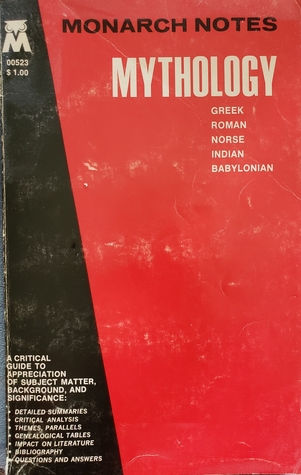 MONARCH NOTES
00523
$ 1.00
MYTHOLOGY
GREEK
ROMAN
NORSE
INDIAN
BABYLONIAN
A CRITICAL
GUIDE TO
APPRECIATION
OF SUBJECT MATTER,
BACKGROUND, AND
SIGNIFICANCE:
• DETAILED SUMMARIES
• CRITICAL ANALYSIS
• THEMES, PARALLELS
• GENEALOGICAL TABLES
• IMPACT ON LITERATURE
• BIBLIOGRAPHY
• QUESTIONS AND ANSWERS